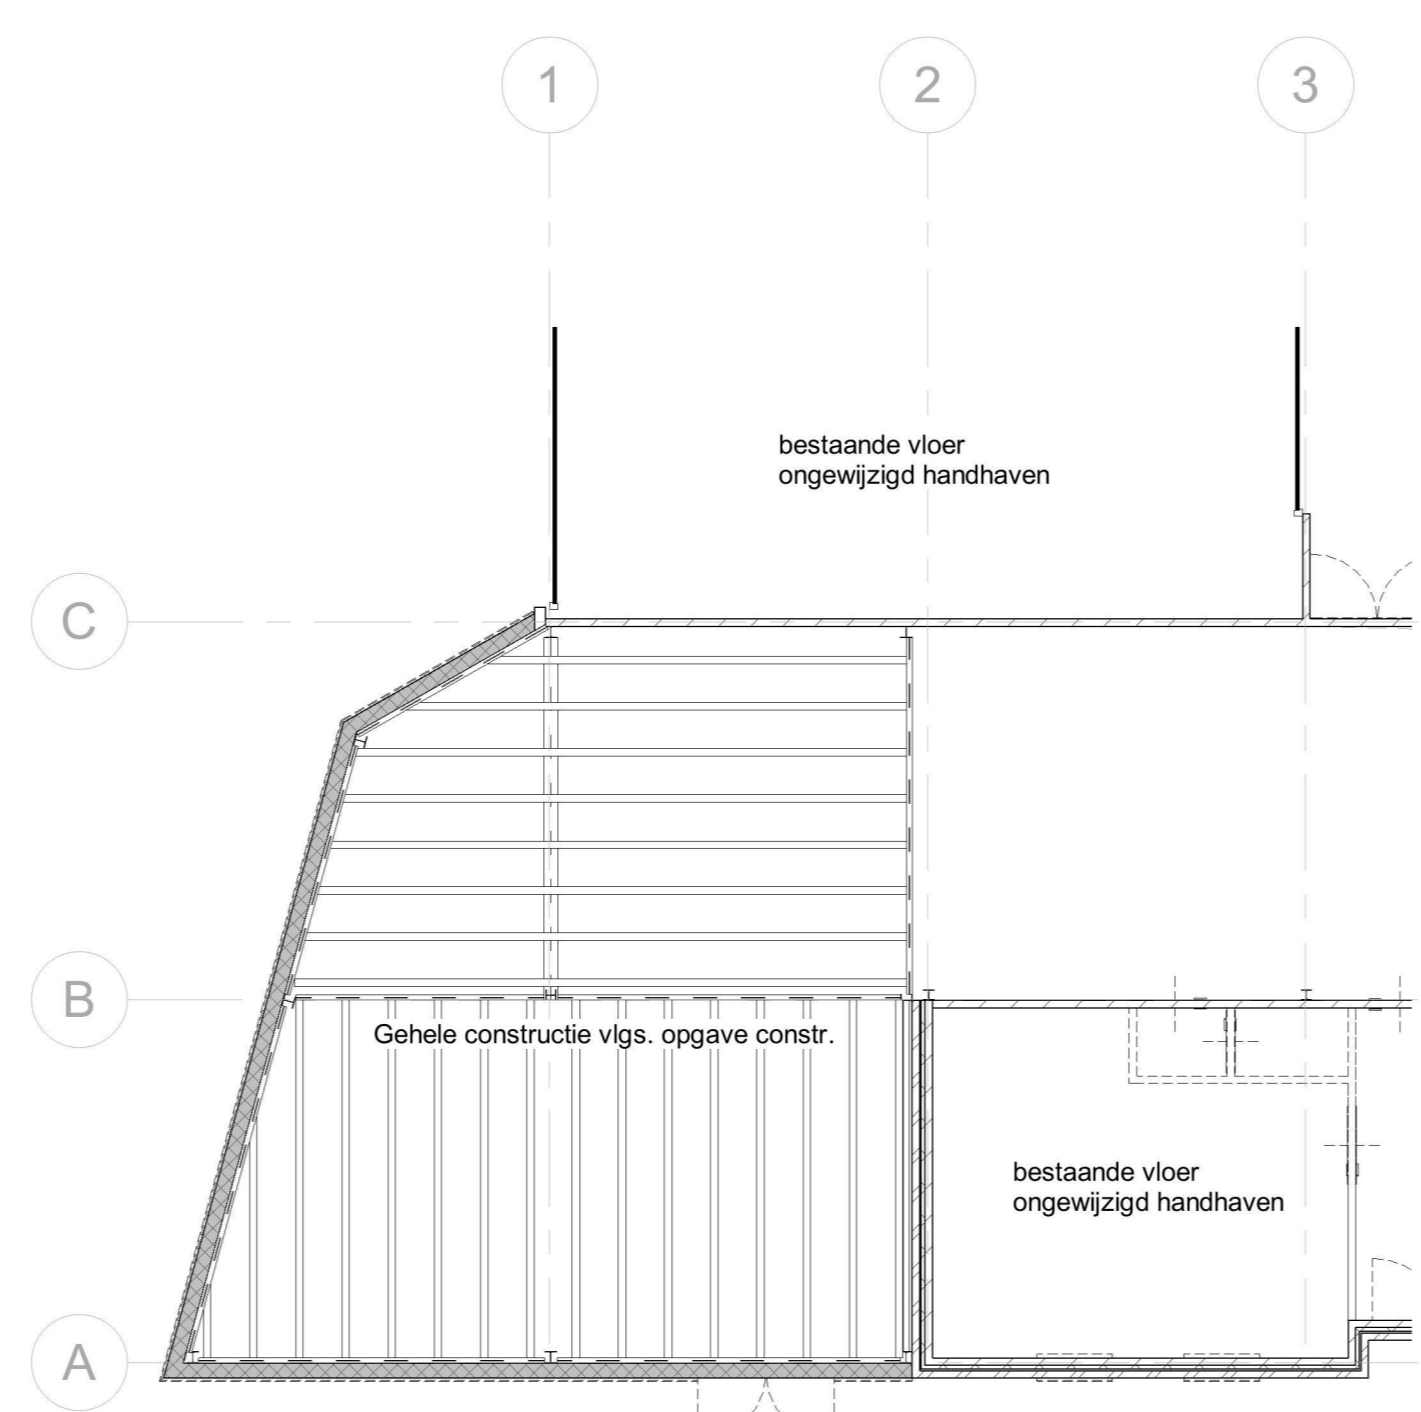 1
2
3
bestaande vloer
ongewijzigd handhaven
C
B
Gehele constructie vlgs. opgave constr.
bestaande vloer
ongewijzigd handhaven
A